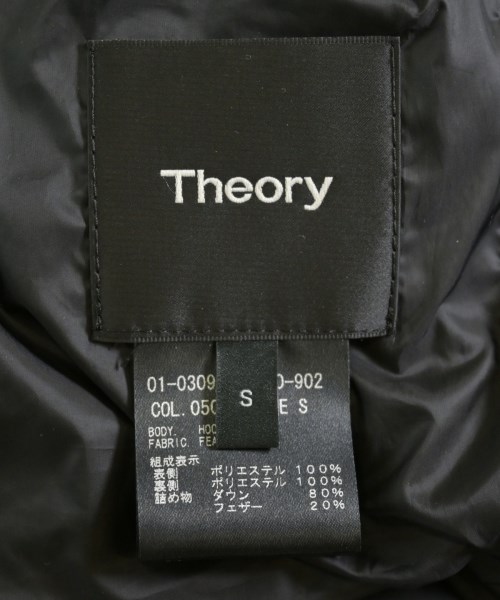 Theory
S
01-0309 0-902
COL.050 E S
BODY. HOO
FABRIC. FEA
組成表示
表側 ポリエステル 100%
裏側 ポリエステル 100%
詰め物 ダウン 80%
フェザー 20%